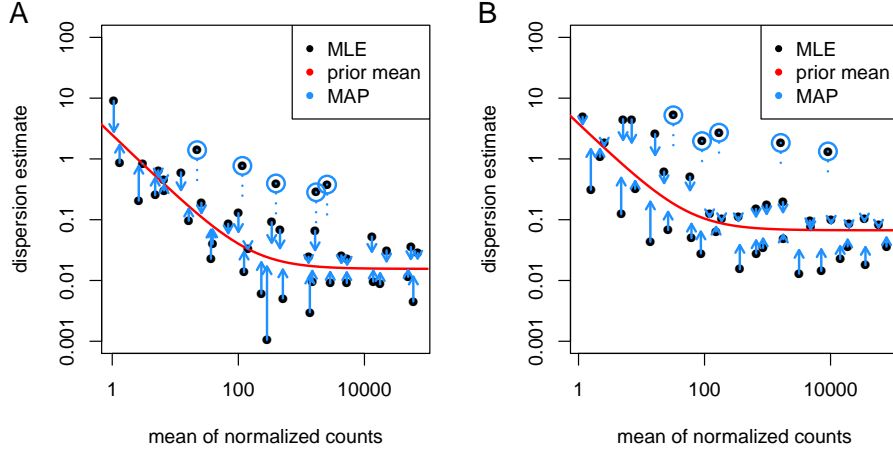 A
B
dispersion estimate
100
10
1
0.1
0.01
0.001
MLE
prior mean
MAP
1
100
10000
mean of normalized counts
dispersion estimate
100
10
1
0.1
0.01
0.001
MLE
prior mean
MAP
1
100
10000
mean of normalized counts